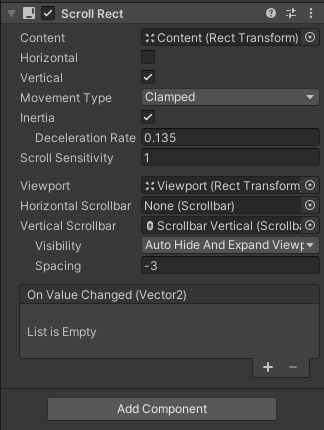 Scroll Rect
Content Content (Rect Transform)
Horizontal
Vertical
Movement Type Clamped
Inertia
Deceleration Rate 0.135
Scroll Sensitivity 1
Viewport Viewport (Rect Transform
Horizontal Scrollbar None (Scrollbar)
Vertical Scrollbar Scrollbar Vertical (Scrollba
Visibility Auto Hide And Expand Viewp
Spacing -3
On Value Changed (Vector2)
List is Empty
+ −
Add Component